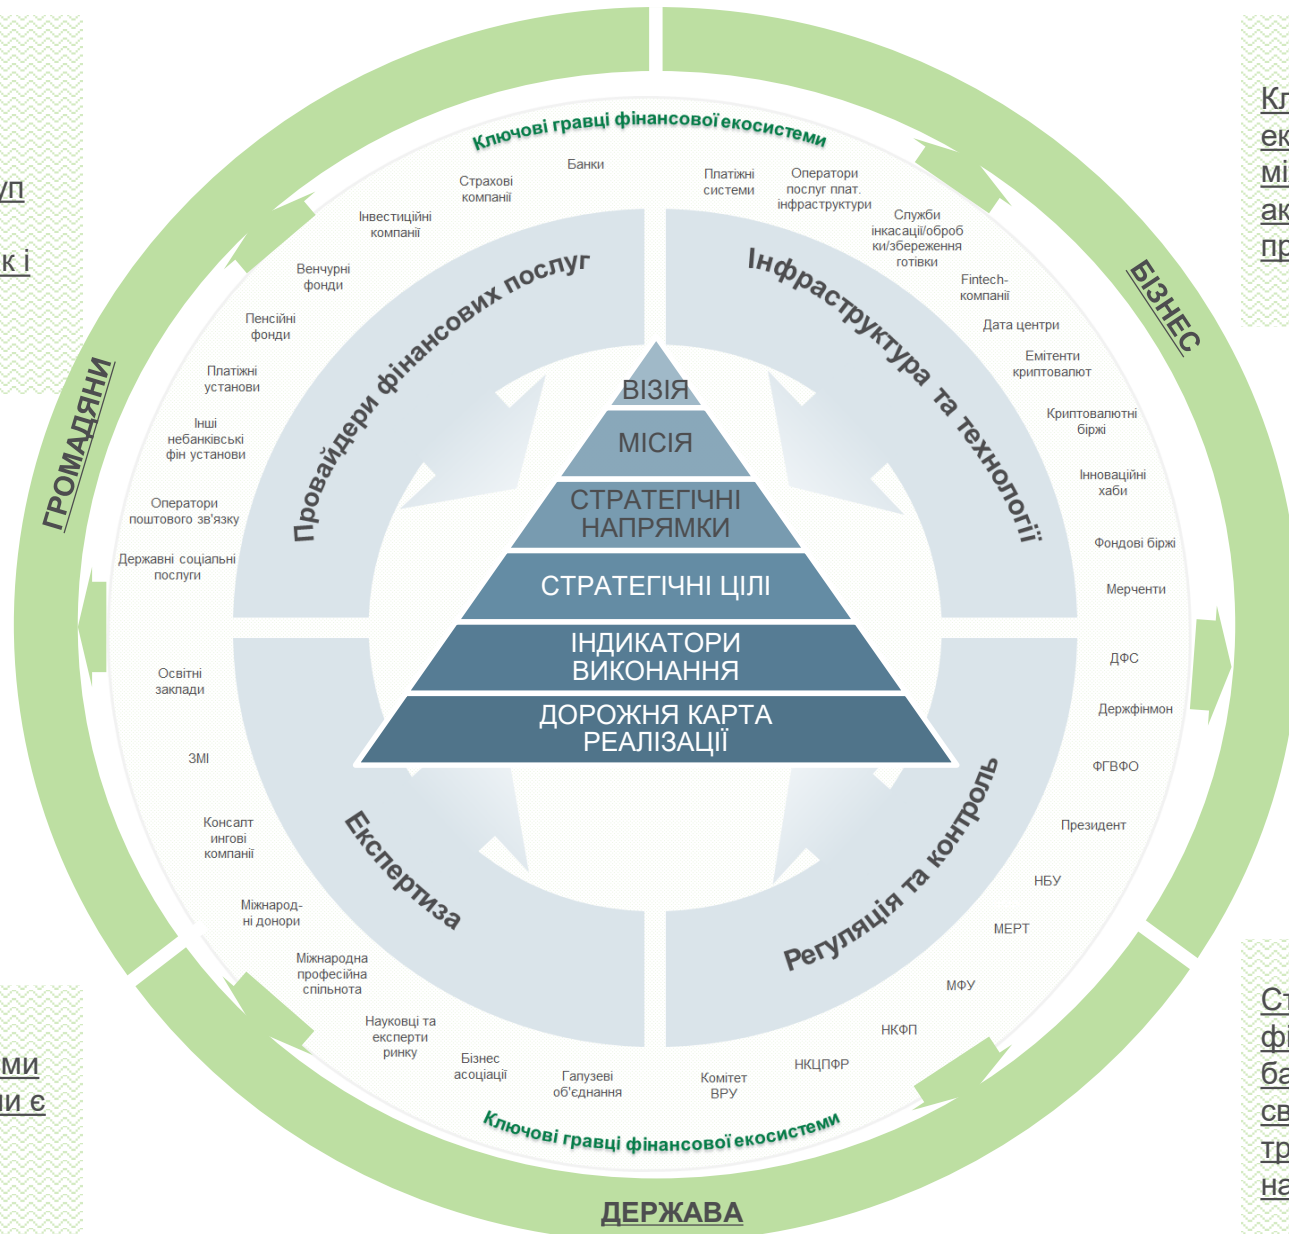 Ключові гравці фінансової екосистеми
Банки
Страхові
компанії
Інвестиційні
компанії
Венчурні
фонди
Пенсійні
фонди
Платіжні
установи
Інші
небанківські
фін установи
Оператори
поштового зв'язку
Державні соціальні
послуги
Платіжні
системи
Оператори
послуг плат.
інфраструктури
Служби
інкасації/оброб
ки/збереження
готівки
Fintech-
компанії
Дата центри
Емітенти
криптовалют
Криптовалютні
біржі
Інноваційні
хаби
Фондові біржі
Мерченти
Провайдери фінансових послуг
Інфраструктура та технології
ГРОМАДЯНИ
БІЗНЕС
ВІЗІЯ
МІСІЯ
СТРАТЕГІЧНІ
НАПРЯМКИ
СТРАТЕГІЧНІ ЦІЛІ
ІНДИКАТОРИ
ВИКОНАННЯ
ДОРОЖНЯ КАРТА
РЕАЛІЗАЦІЇ
Експертиза
Регуляція та контроль
Освітні
заклади
ЗМІ
Консалт
ингові
компанії
Міжнарод-
ні донори
Міжнародна
професійна
спільнота
Науковці та
експерти
ринку
Бізнес
асоціації
Галузеві
об'єднання
ДФС
Держфінмон
ФГВФО
Президент
НБУ
МЕРТ
МФУ
НКФП
НКЦПФР
Комітет
ВРУ
Ключові гравці фінансової екосистеми
ДЕРЖАВА